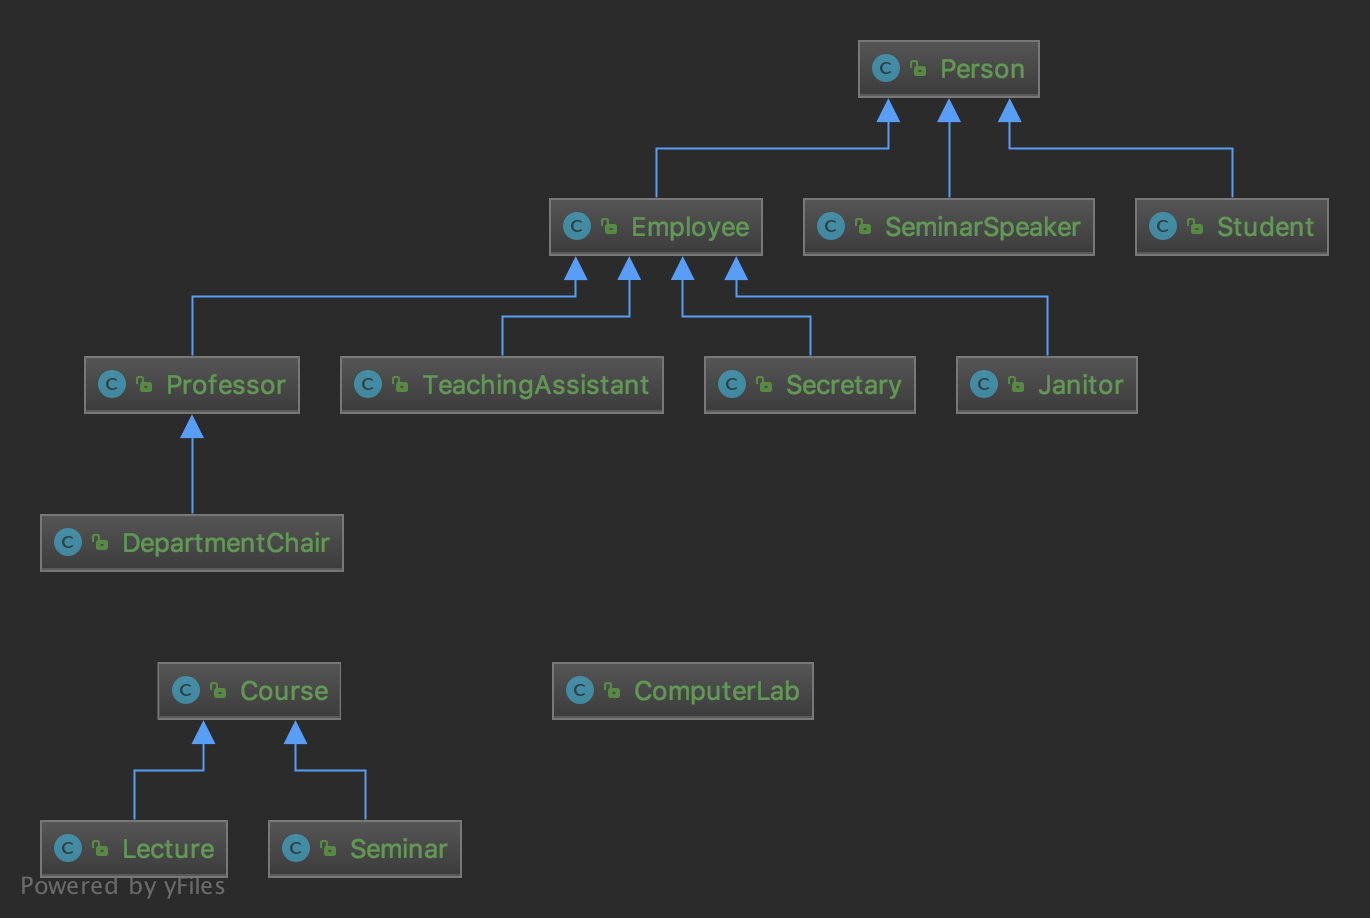 Person
Employee
SeminarSpeaker
Student
Professor
TeachingAssistant
Secretary
Janitor
DepartmentChair
Course
ComputerLab
Lecture
Seminar
Powered by yFiles